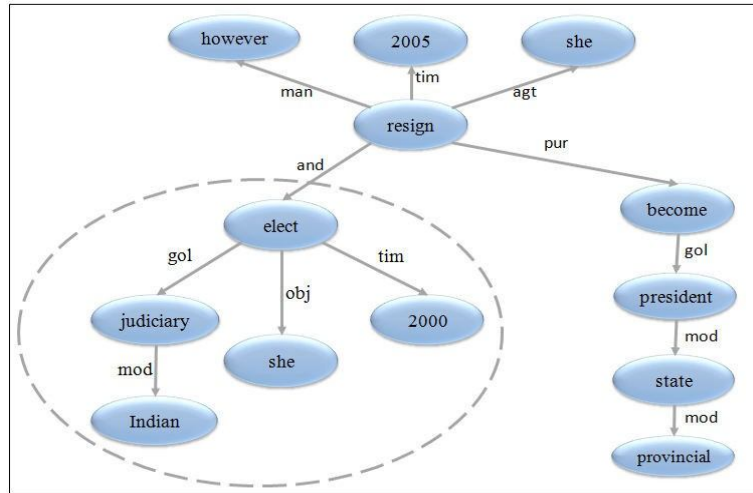 however
2005
she
man
tim
agt
resign
and
pur
elect
become
gol
tim
gol
obj
judiciary
2000
president
mod
mod
she
state
Indian
mod
provincial